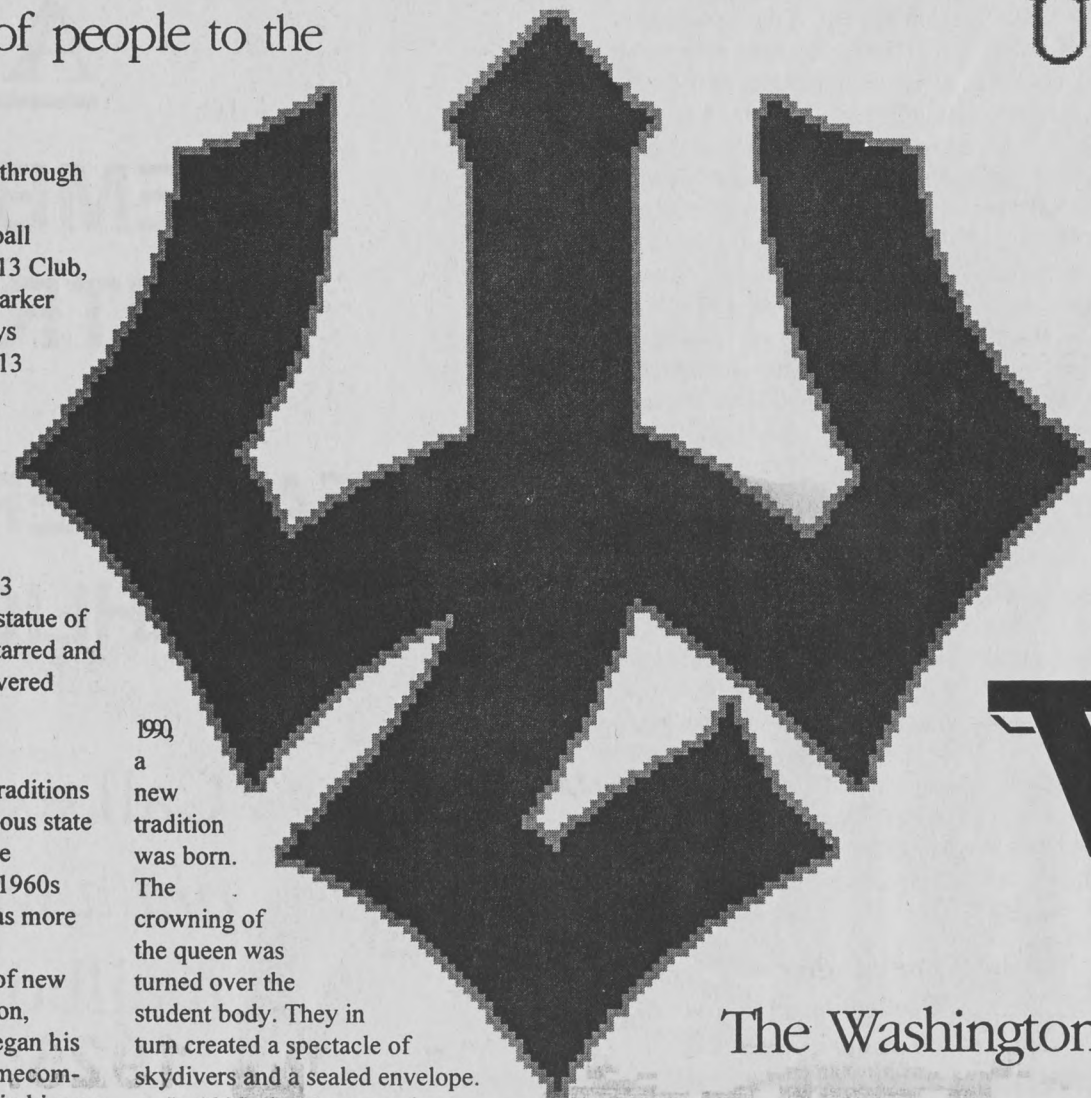 of people to the
through
ball
13 Club,
arker
ys
13
3
statue of
tarred and
vered
raditions
ous state
e
1960s
as more
of new
on,
egan his
mecom-
1990,
a
new
tradition
was born.
The
crowning of
the queen was
turned over the
student body. They in
turn created a spectacle of
skydivers and a sealed envelope.
The Washington